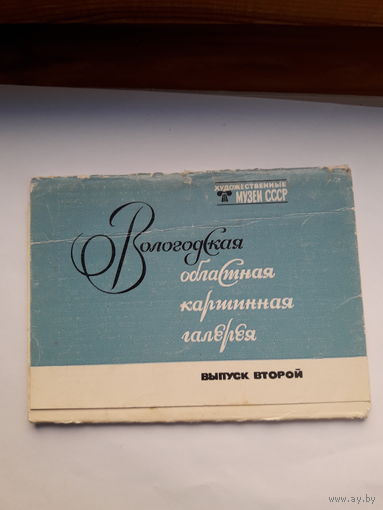 ХУДОЖЕСТВЕННЫЕ
МУЗЕИ СССР
Вологодская
областная
картинная
галерея
ВЫПУСК ВТОРОЙ
www.ay.by